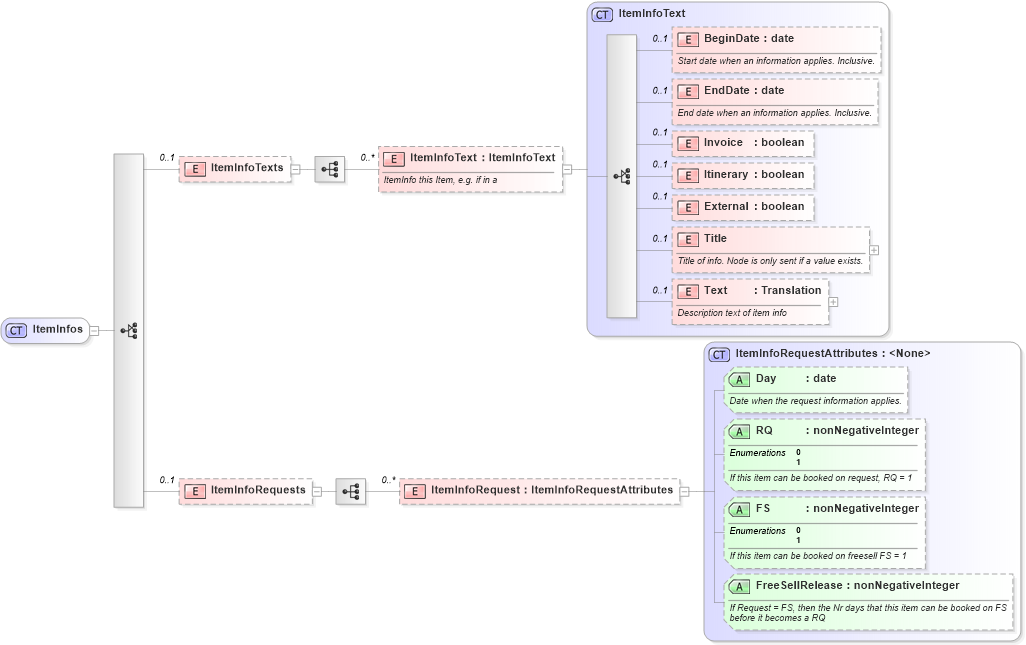 CT ItemInfoText
0..1 E BeginDate : date
Start date when an information applies. Inclusive.
0..1 E EndDate : date
End date when an information applies. Inclusive.
0..1 E Invoice : boolean
0..1 E Itinerary : boolean
0..1 E External : boolean
0..1 E Title
Title of info. Node is only sent if a value exists.
0..1 E Text : Translation
Description text of item info
0..1 E ItemInfoTexts
0..* E ItemInfoText : ItemInfoText
ItemInfo this Item, e.g. if in a
CT ItemInfos
0..1 E ItemInfoRequests
0..* E ItemInfoRequest : ItemInfoRequestAttributes
CT ItemInfoRequestAttributes : <None>
A Day : date
Date when the request information applies.
A RQ : nonNegativeInteger
Enumerations 0
1
If this item can be booked on request, RQ = 1
A FS : nonNegativeInteger
Enumerations 0
1
If this item can be booked on freesell FS = 1
A FreeSellRelease : nonNegativeInteger
If Request = FS, then the Nr days that this item can be booked on FS
before it becomes a RQ